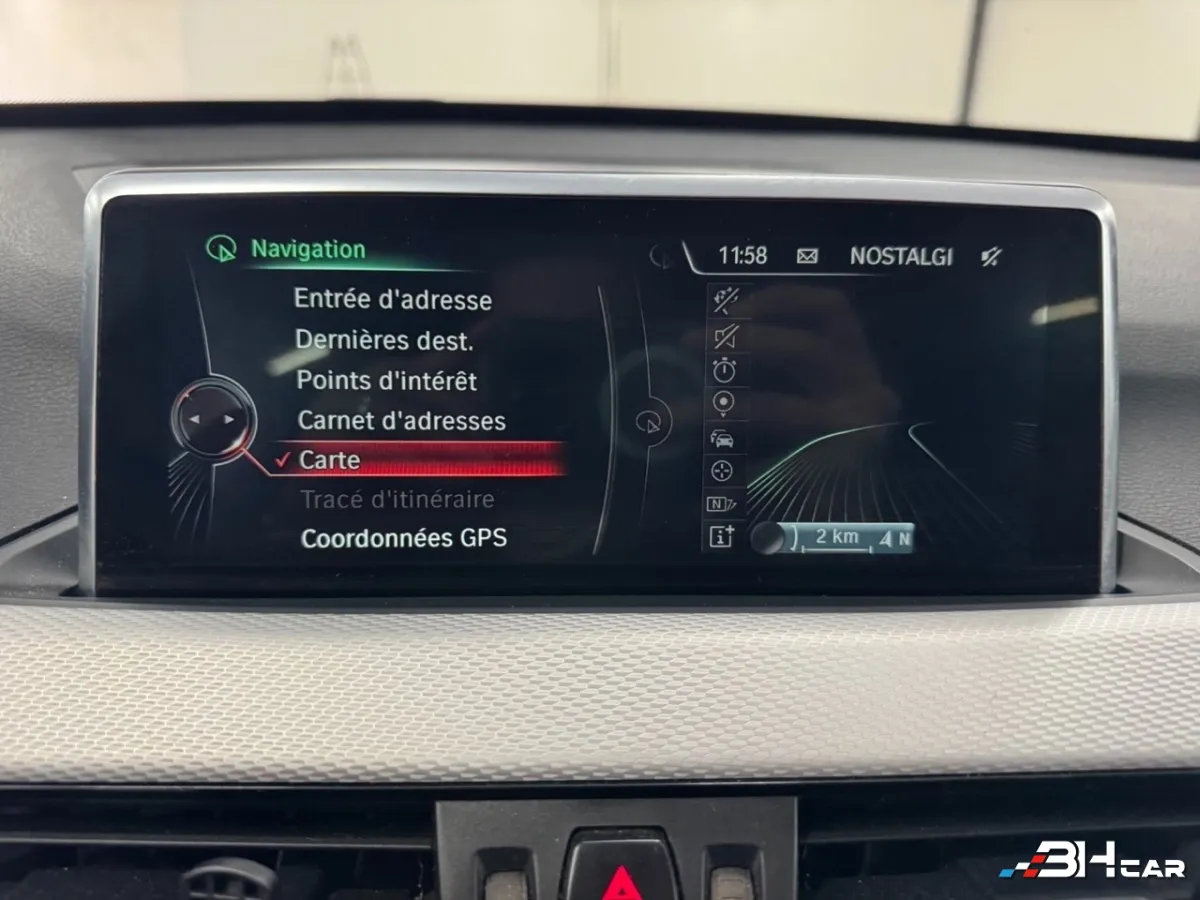 Navigation
11:58 NOSTALGI
Entrée d'adresse
Dernières dest.
Points d'intérêt
Carnet d'adresses
Carte
Tracé d'itinéraire
Coordonnées GPS
N
2 km N
3HCAR